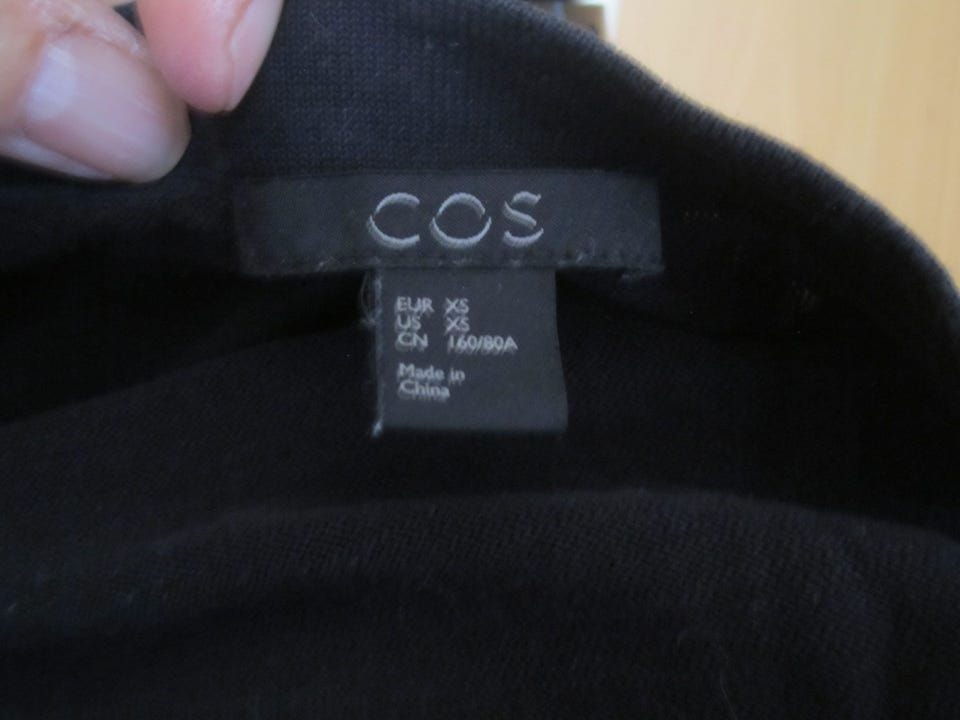 COS
EUR XS
US XS
CN 160/80A
Made in
China